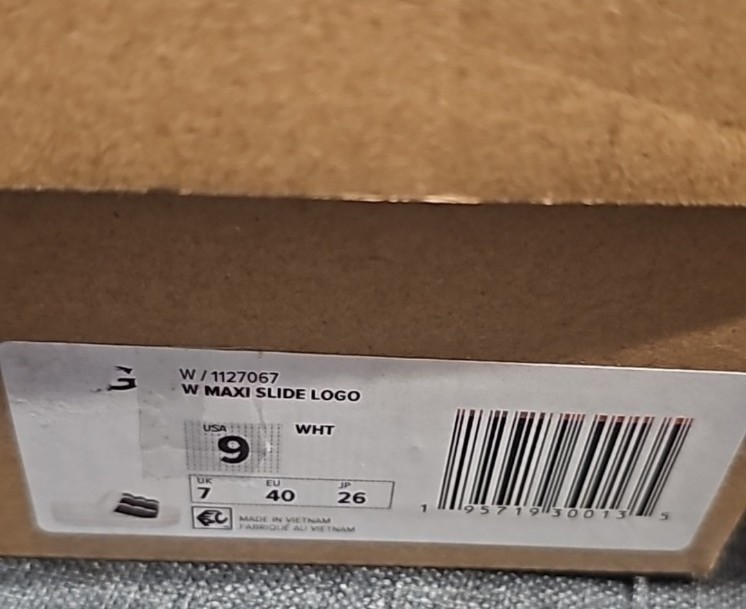 G
W / 1127067
W MAXI SLIDE LOGO
USA
9
WHT
UK EU JP
7 40 26
MADE IN VIETNAM
FABRIQUÉ AU VIETNAM
1 95719 30013 5